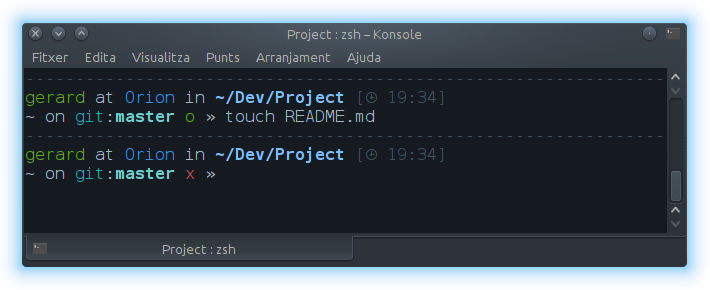 Project : zsh – Konsole
Fitxer Edita Visualitza Punts Arranjament Ajuda
gerard at Orion in ~/Dev/Project [⊙ 19:34]
~ on git:master o » touch README.md
gerard at Orion in ~/Dev/Project [⊙ 19:34]
~ on git:master x »
Project : zsh